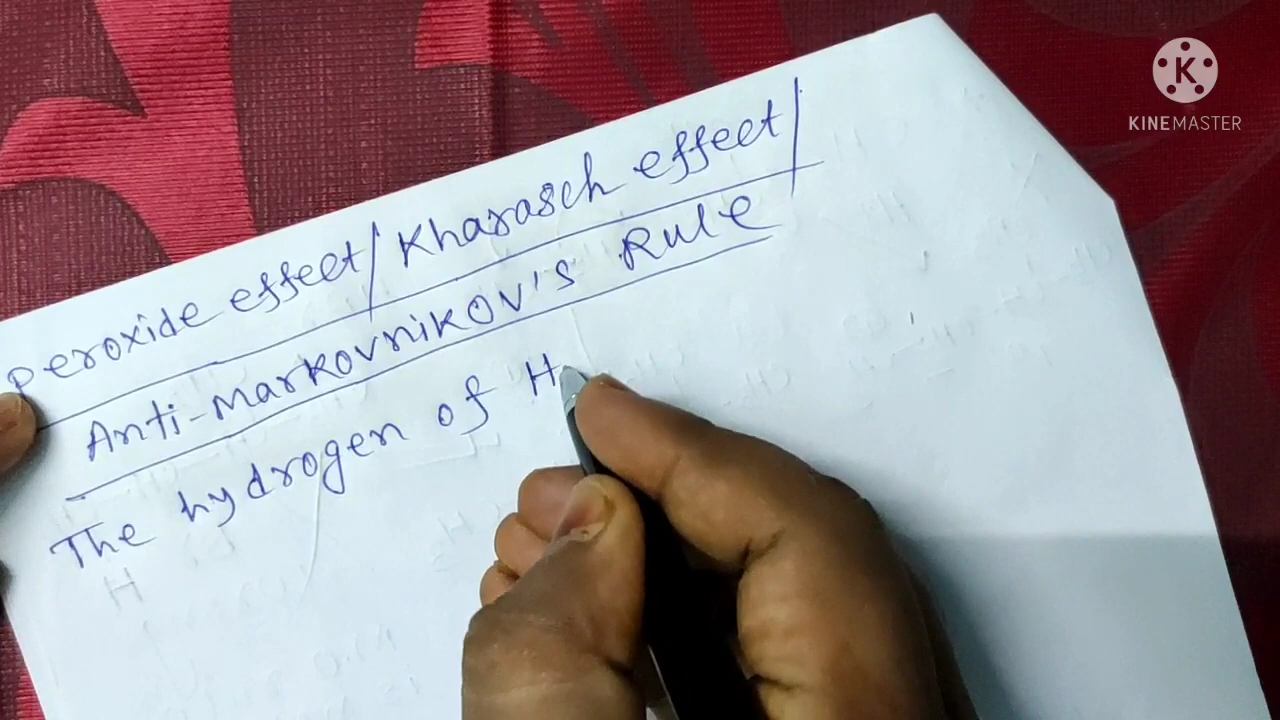 Peroxide effect/Kharasch effect/
Anti-Markovnikov's Rule
The hydrogen of H
K
KINEMASTER